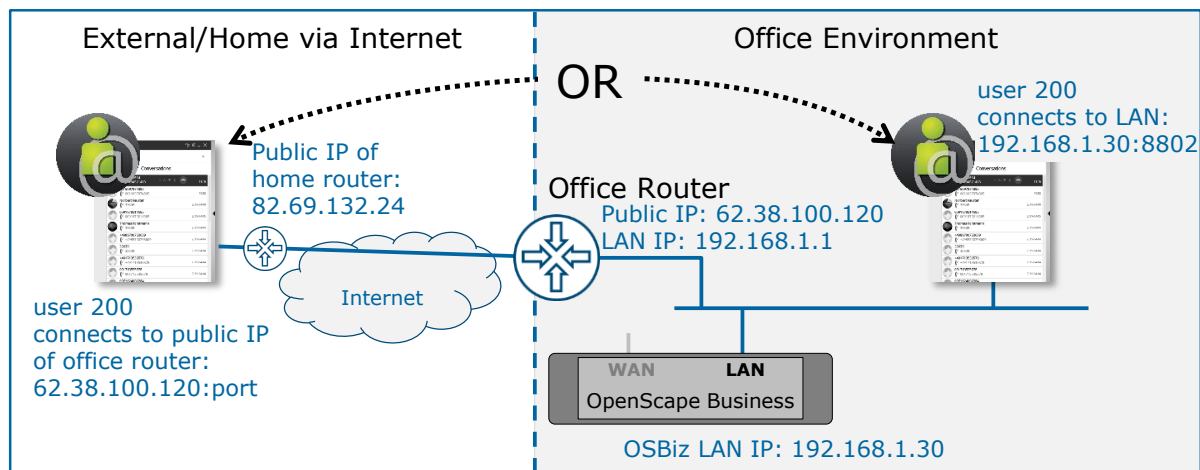 External/Home via Internet
Office Environment
OR
user 200
connects to LAN:
192.168.1.30:8802
Conversations
Public IP of
home router:
82.69.132.24
Office Router
Public IP: 62.38.100.120
LAN IP: 192.168.1.1
Conversations
Internet
user 200
connects to public IP
of office router:
62.38.100.120:port
WAN
LAN
OpenScape Business
OSBiz LAN IP: 192.168.1.30